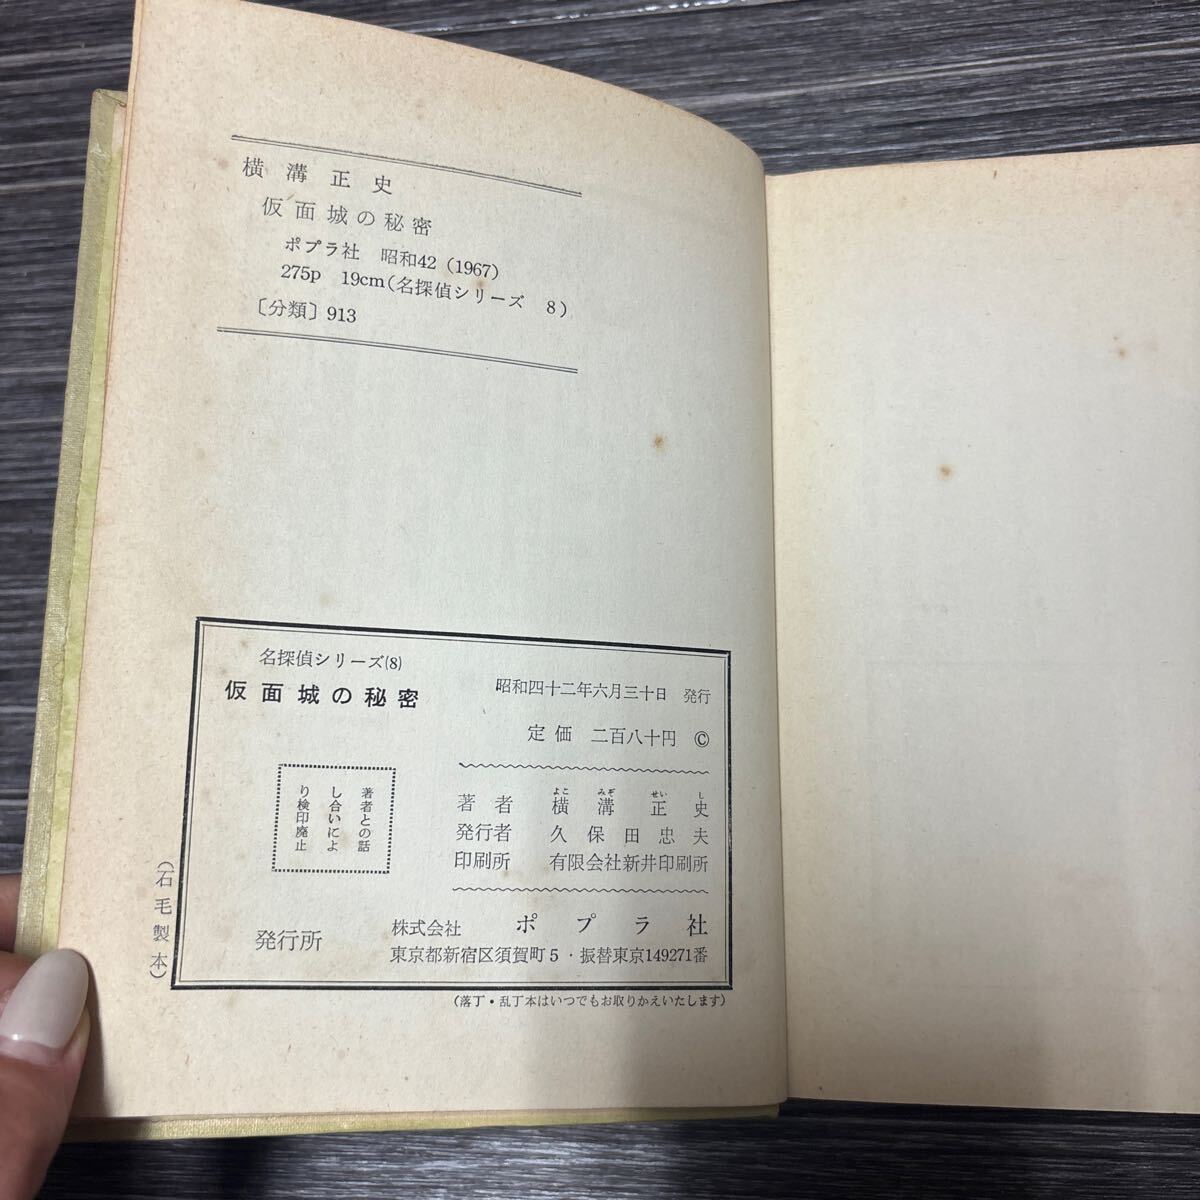 横溝正史
仮面城の秘密
ポプラ社 昭和42（1967）
275p 19cm（名探偵シリーズ 8）
〔分類〕913
名探偵シリーズ(8)
仮面城の秘密
昭和四十二年六月三十日 発行
定価 二百八十円 ©
著者との話
し合いによ
り検印廃止
よこ みぞ せい し
著者 横溝正史
発行者 久保田忠夫
印刷所 有限会社新井印刷所
発行所
株式会社 ポプラ社
東京都新宿区須賀町5・振替東京149271番
（落丁・乱丁本はいつでもお取りかえいたします）
（石毛製本）